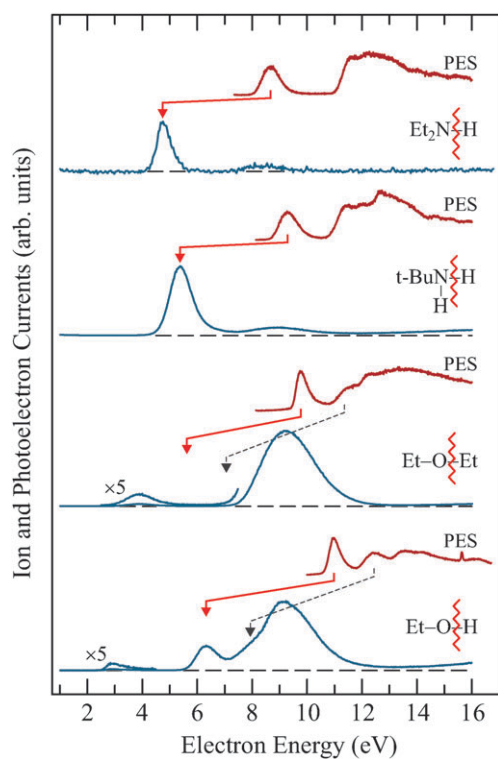 Ion and Photoelectron Currents (arb. units)
PES
Et₂N–H
PES
t-BuN–H
H
PES
×5
Et–O–Et
PES
×5
Et–O–H
2 4 6 8 10 12 14 16
Electron Energy (eV)